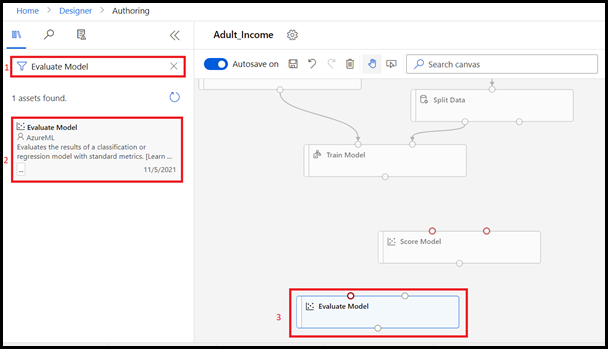 Home > Designer > Authoring
Adult_Income
Autosave on
Search canvas
1
Evaluate Model
1 assets found.
2
Evaluate Model
AzureML
Evaluates the results of a classification or
regression model with standard metrics. [Learn ...
...
11/5/2021
Split Data
Train Model
Score Model
3
Evaluate Model